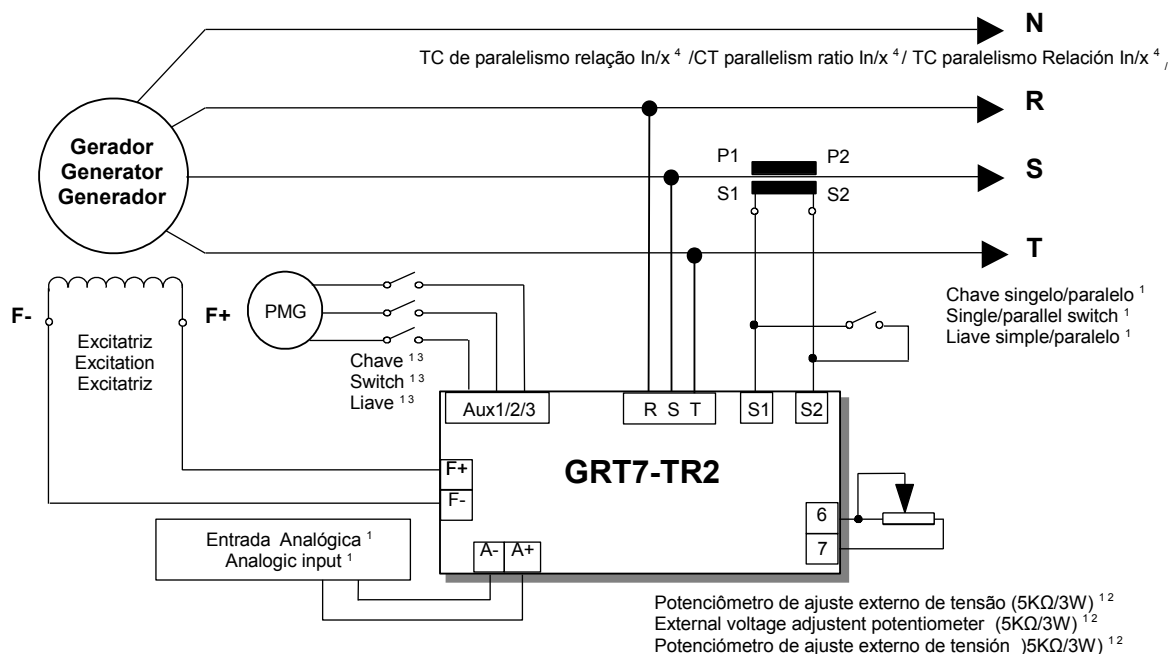 N
TC de paralelismo relação In/x ⁴ /CT parallelism ratio In/x ⁴ / TC paralelismo Relación In/x ⁴ /
R
Gerador
Generator
Generador
P1 P2
S
S1 S2
T
F-
F+
PMG
Excitatriz
Excitation
Excitatriz
Chave ¹ ³
Switch ¹ ³
Liave ¹ ³
Chave singelo/paralelo ¹
Single/parallel switch ¹
Liave simple/paralelo ¹
Aux1/2/3
R S T
S1
S2
GRT7-TR2
F+
F-
6
7
Entrada Analógica ¹
Analogic input ¹
A- A+
Potenciômetro de ajuste externo de tensão (5KΩ/3W) ¹ ²
External voltage adjustent potentiometer (5KΩ/3W) ¹ ²
Potenciómetro de ajuste externo de tensión )5KΩ/3W) ¹ ²